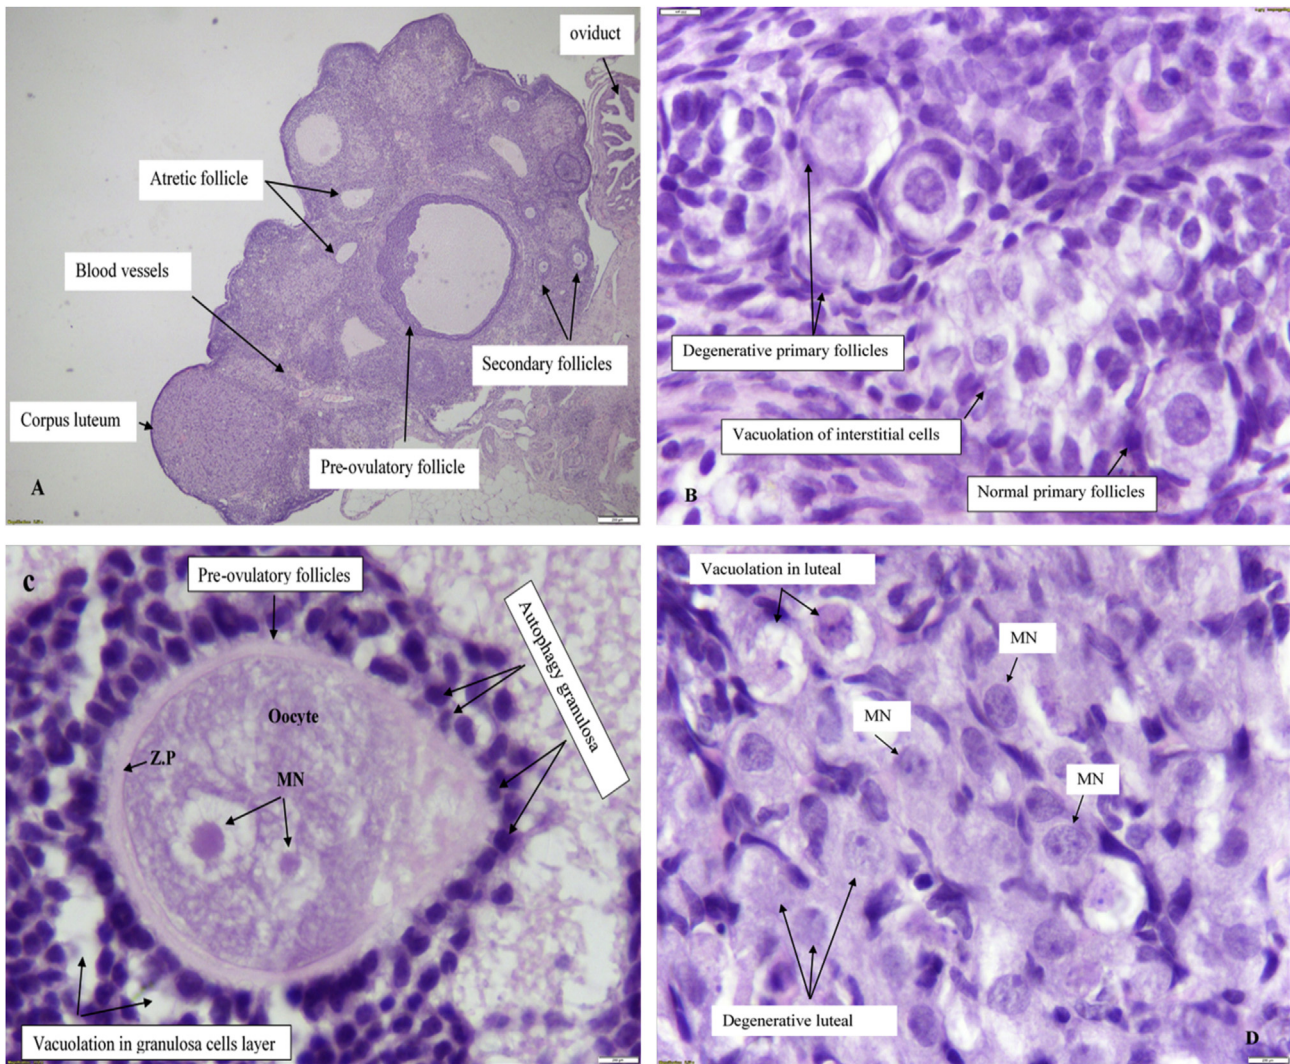 oviduct
Atretic follicle
Blood vessels
Secondary follicles
Corpus luteum
Pre-ovulatory follicle
A
Degenerative primary follicles
Vacuolation of interstitial cells
Normal primary follicles
B
c
Pre-ovulatory follicles
Autophagy granulosa
Oocyte
Z.P
MN
Vacuolation in granulosa cells layer
Vacuolation in luteal
MN
MN
MN
Degenerative luteal
D